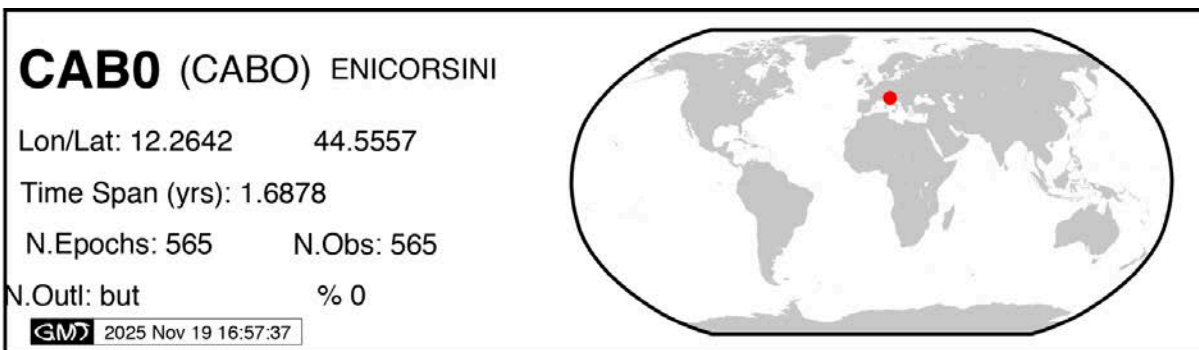 CAB0 (CABO) ENICORSINI
Lon/Lat: 12.2642 44.5557
Time Span (yrs): 1.6878
N.Epochs: 565 N.Obs: 565
N.Outl: but % 0
GMT 2025 Nov 19 16:57:37